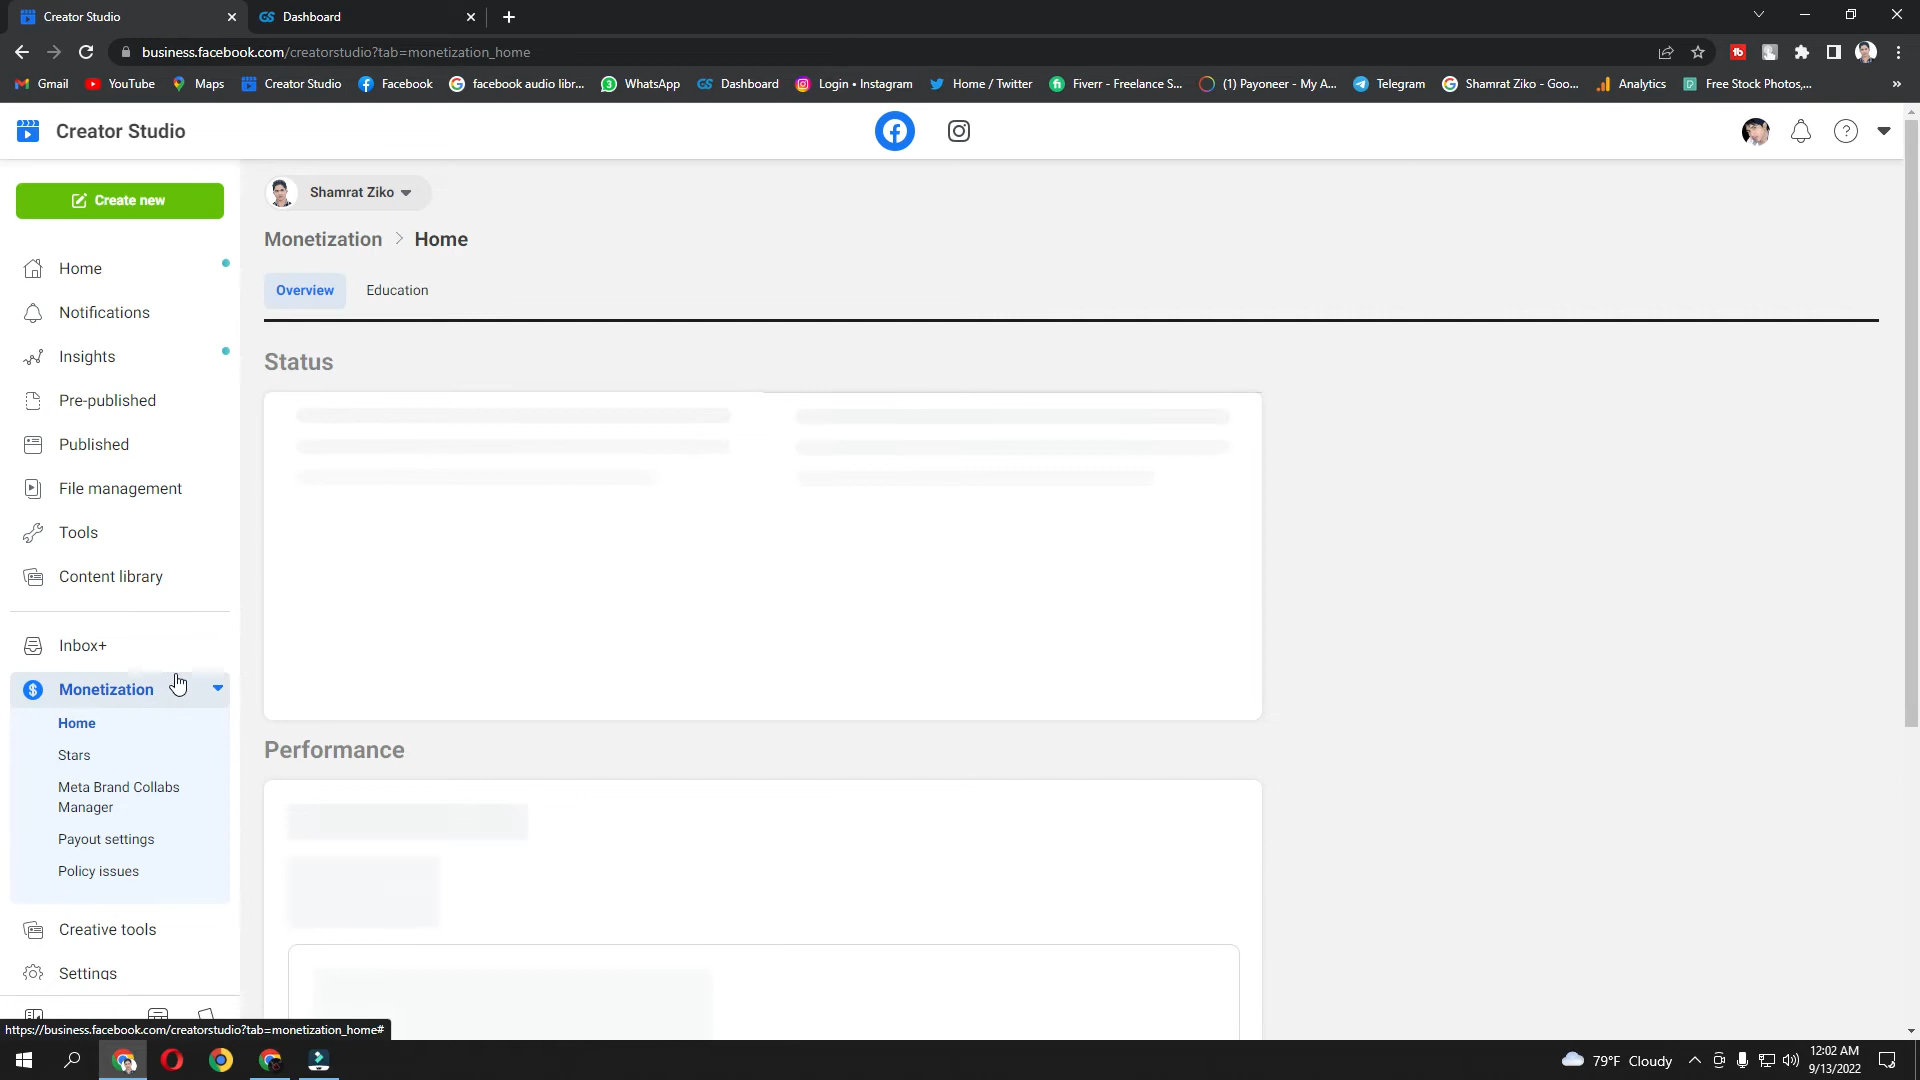 Creator Studio
Dashboard
business.facebook.com/creatorstudio?tab=monetization_home
Gmail
YouTube
Maps
Creator Studio
Facebook
facebook audio libr...
WhatsApp
Dashboard
Login • Instagram
Home / Twitter
Fiverr - Freelance S...
(1) Payoneer - My A...
Telegram
Shamrat Ziko - Goo...
Analytics
Free Stock Photos,...
»
Creator Studio
Create new
Shamrat Ziko
Monetization > Home
Overview
Education
Home
Notifications
Insights
Pre-published
Published
File management
Tools
Content library
Inbox+
Monetization
Home
Stars
Meta Brand Collabs
Manager
Payout settings
Policy issues
Creative tools
Settings
Status
Performance
https://business.facebook.com/creatorstudio?tab=monetization_home#
79°F Cloudy
12:02 AM
9/13/2022